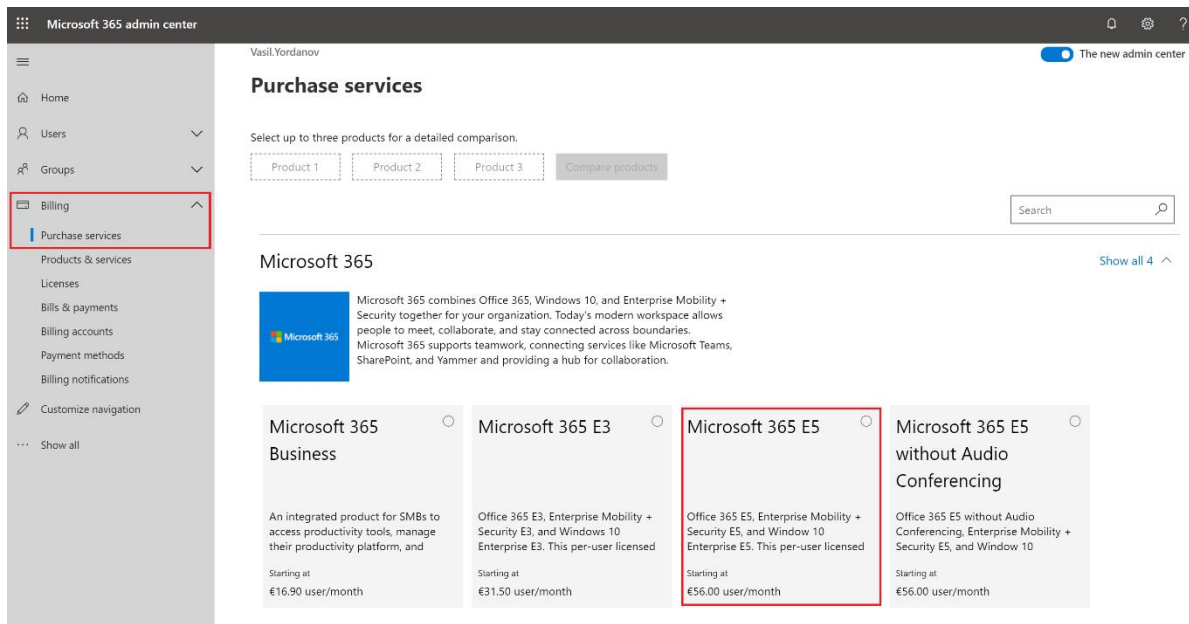 Microsoft 365 admin center
?
Vasil.Yordanov
The new admin center
Purchase services
Home
Users
Groups
Billing
Purchase services
Products & services
Licenses
Bills & payments
Billing accounts
Payment methods
Billing notifications
Customize navigation
Show all
Select up to three products for a detailed comparison.
Product 1
Product 2
Product 3
Compare products
Search
Microsoft 365
Show all 4
Microsoft 365
Microsoft 365 combines Office 365, Windows 10, and Enterprise Mobility +
Security together for your organization. Today's modern workspace allows
people to meet, collaborate, and stay connected across boundaries.
Microsoft 365 supports teamwork, connecting services like Microsoft Teams,
SharePoint, and Yammer and providing a hub for collaboration.
Microsoft 365
Business
An integrated product for SMBs to
access productivity tools, manage
their productivity platform, and
Starting at
€16.90 user/month
Microsoft 365 E3
Office 365 E3, Enterprise Mobility +
Security E3, and Windows 10
Enterprise E3. This per-user licensed
Starting at
€31.50 user/month
Microsoft 365 E5
Office 365 E5, Enterprise Mobility +
Security E5, and Window 10
Enterprise E5. This per-user licensed
Starting at
€56.00 user/month
Microsoft 365 E5
without Audio
Conferencing
Office 365 E5 without Audio
Conferencing, Enterprise Mobility +
Security E5, and Window 10
Starting at
€56.00 user/month